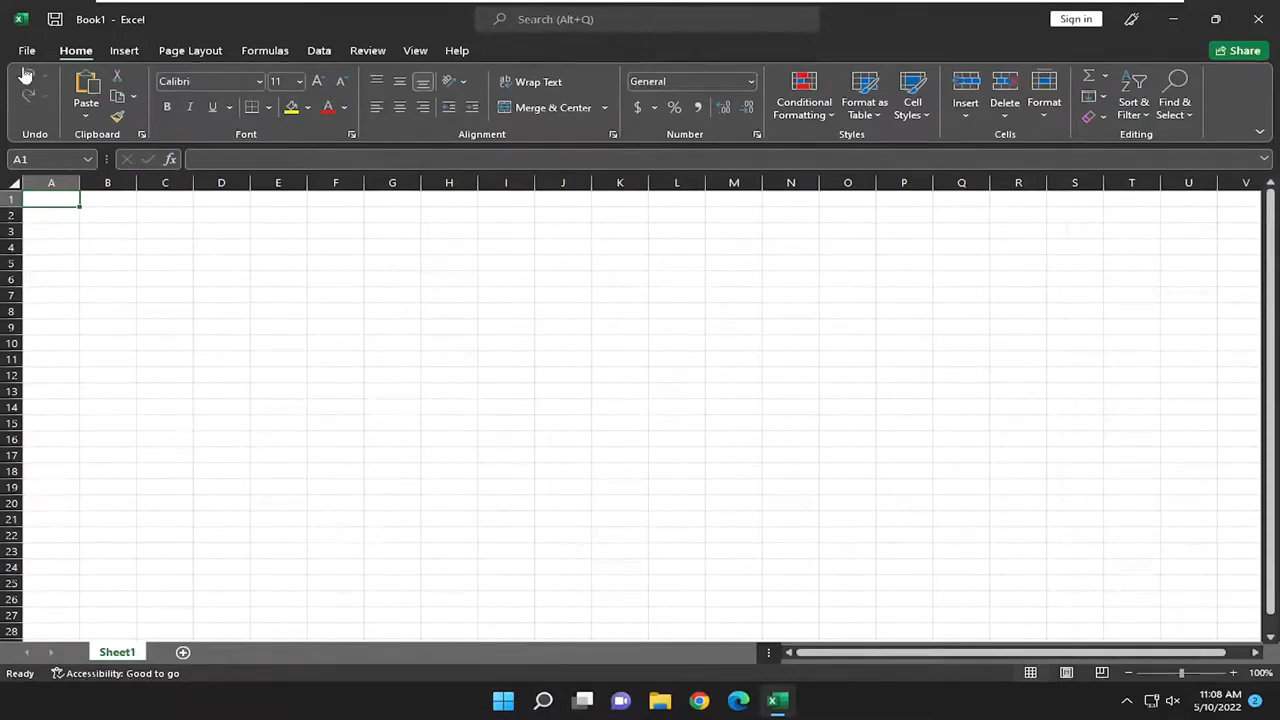 Book1 - Excel
Search (Alt+Q)
Sign in
File Home Insert Page Layout Formulas Data Review View Help
Share
Paste
Calibri 11
B I U
A A
Wrap Text
Merge & Center
General
$ %
Conditional Formatting
Format as Table
Cell Styles
Insert
Delete
Format
Sort & Filter
Find & Select
Undo Clipboard Font Alignment Number Styles Cells Editing
A1
fx
A B C D E F G H I J K L M N O P Q R S T U V
1
2
3
4
5
6
7
8
9
10
11
12
13
14
15
16
17
18
19
20
21
22
23
24
25
26
27
28
Sheet1
Ready
Accessibility: Good to go
100%
11:08 AM
5/10/2022
2